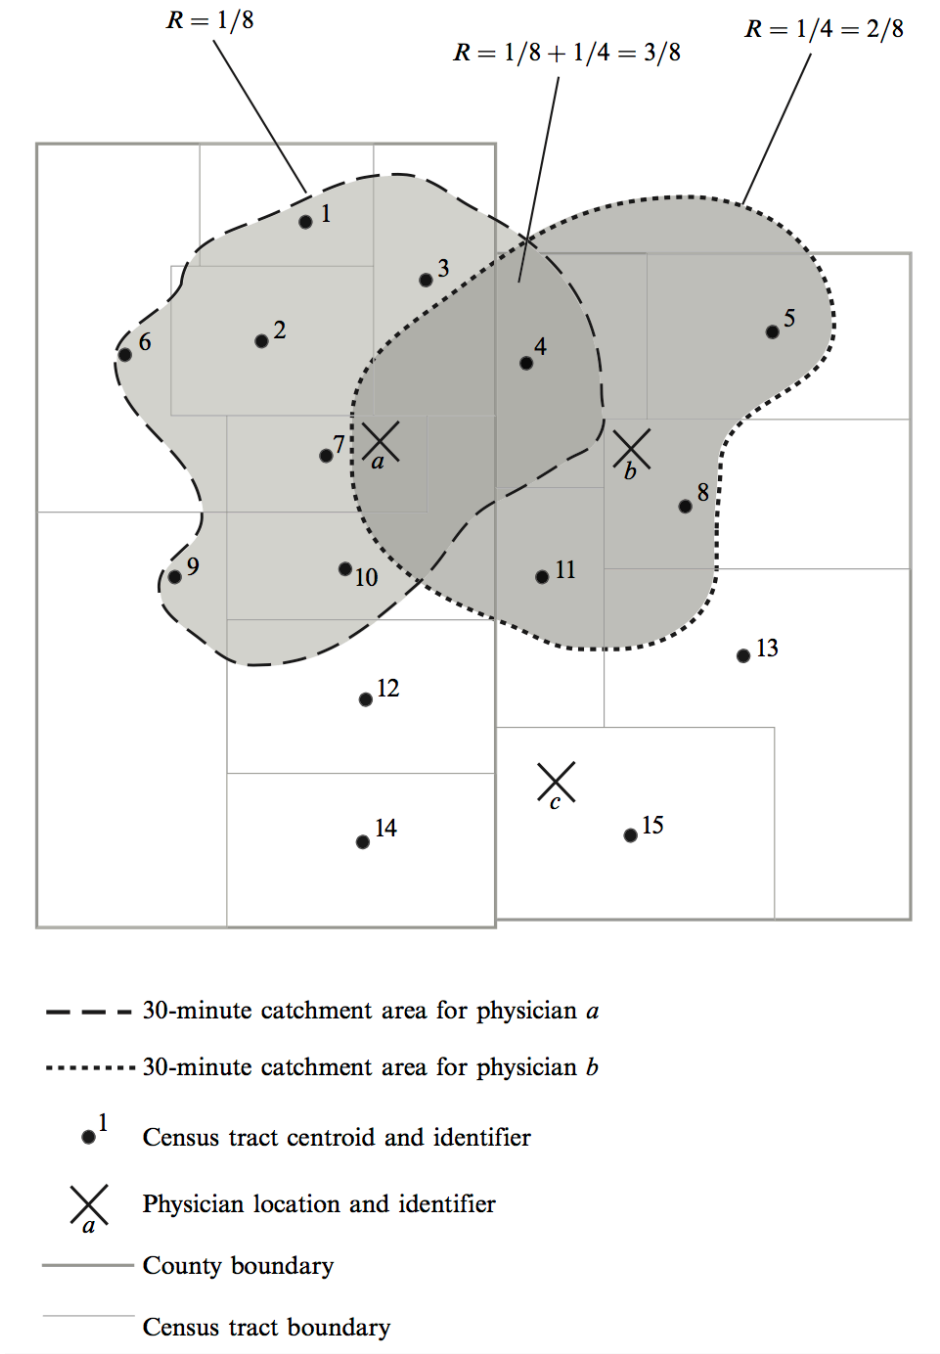 R = 1/8
R = 1/8 + 1/4 = 3/8
R = 1/4 = 2/8
1
3
2
6
4
5
7
a
b
8
9
10
11
13
12
c
14
15
30-minute catchment area for physician a
30-minute catchment area for physician b
1
Census tract centroid and identifier
Physician location and identifier
a
County boundary
Census tract boundary